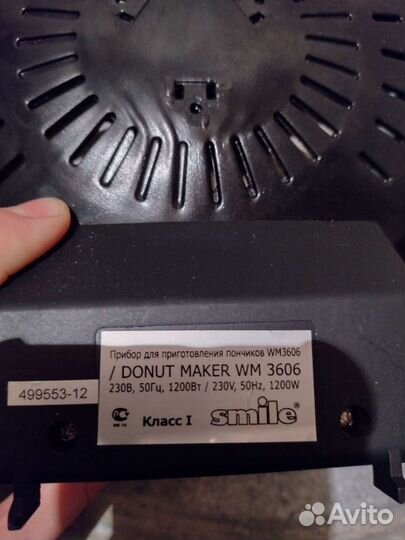 Прибор для приготовления пончиков WM3606
/ DONUT MAKER WM 3606
230В, 50Гц, 1200Вт / 230V, 50Hz, 1200W
499553-12
Класс I smile®
Avito